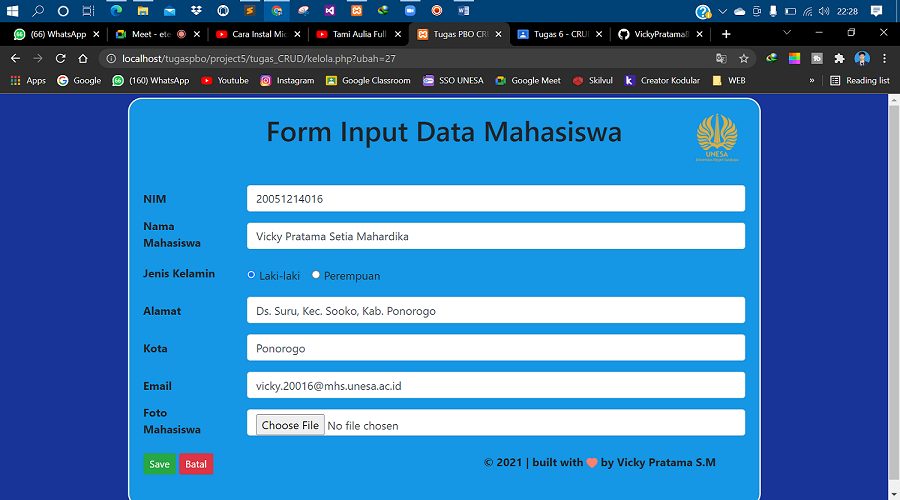 22:28
(66) WhatsApp
Meet - ete
Cara Instal Mic
Tami Aulia Full
Tugas PBO CRU
Tugas 6 - CRUD
VickyPratama8
localhost/tugaspbo/project5/tugas_CRUD/kelola.php?ubah=27
Apps
Google
(160) WhatsApp
Youtube
Instagram
Google Classroom
SSO UNESA
Google Meet
Skilvul
Creator Kodular
WEB
»
Reading list
Form Input Data Mahasiswa
UNESA
NIM
20051214016
Nama
Mahasiswa
Vicky Pratama Setia Mahardika
Jenis Kelamin
Laki-laki
Perempuan
Alamat
Ds. Suru, Kec. Sooko, Kab. Ponorogo
Kota
Ponorogo
Email
vicky.20016@mhs.unesa.ac.id
Foto
Mahasiswa
Choose File No file chosen
Save
Batal
© 2021 | built with ❤ by Vicky Pratama S.M